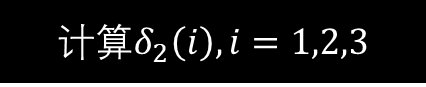 计算δ₂(i), i = 1,2,3